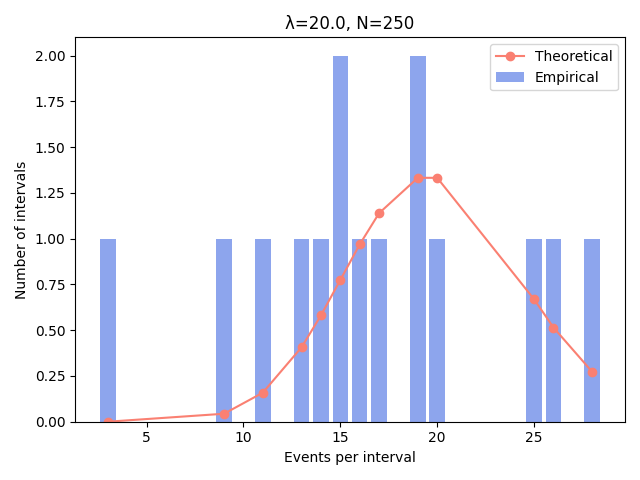 λ=20.0, N=250
Theoretical
Empirical
Number of intervals
2.00
1.75
1.50
1.25
1.00
0.75
0.50
0.25
0.00
5
10
15
20
25
Events per interval